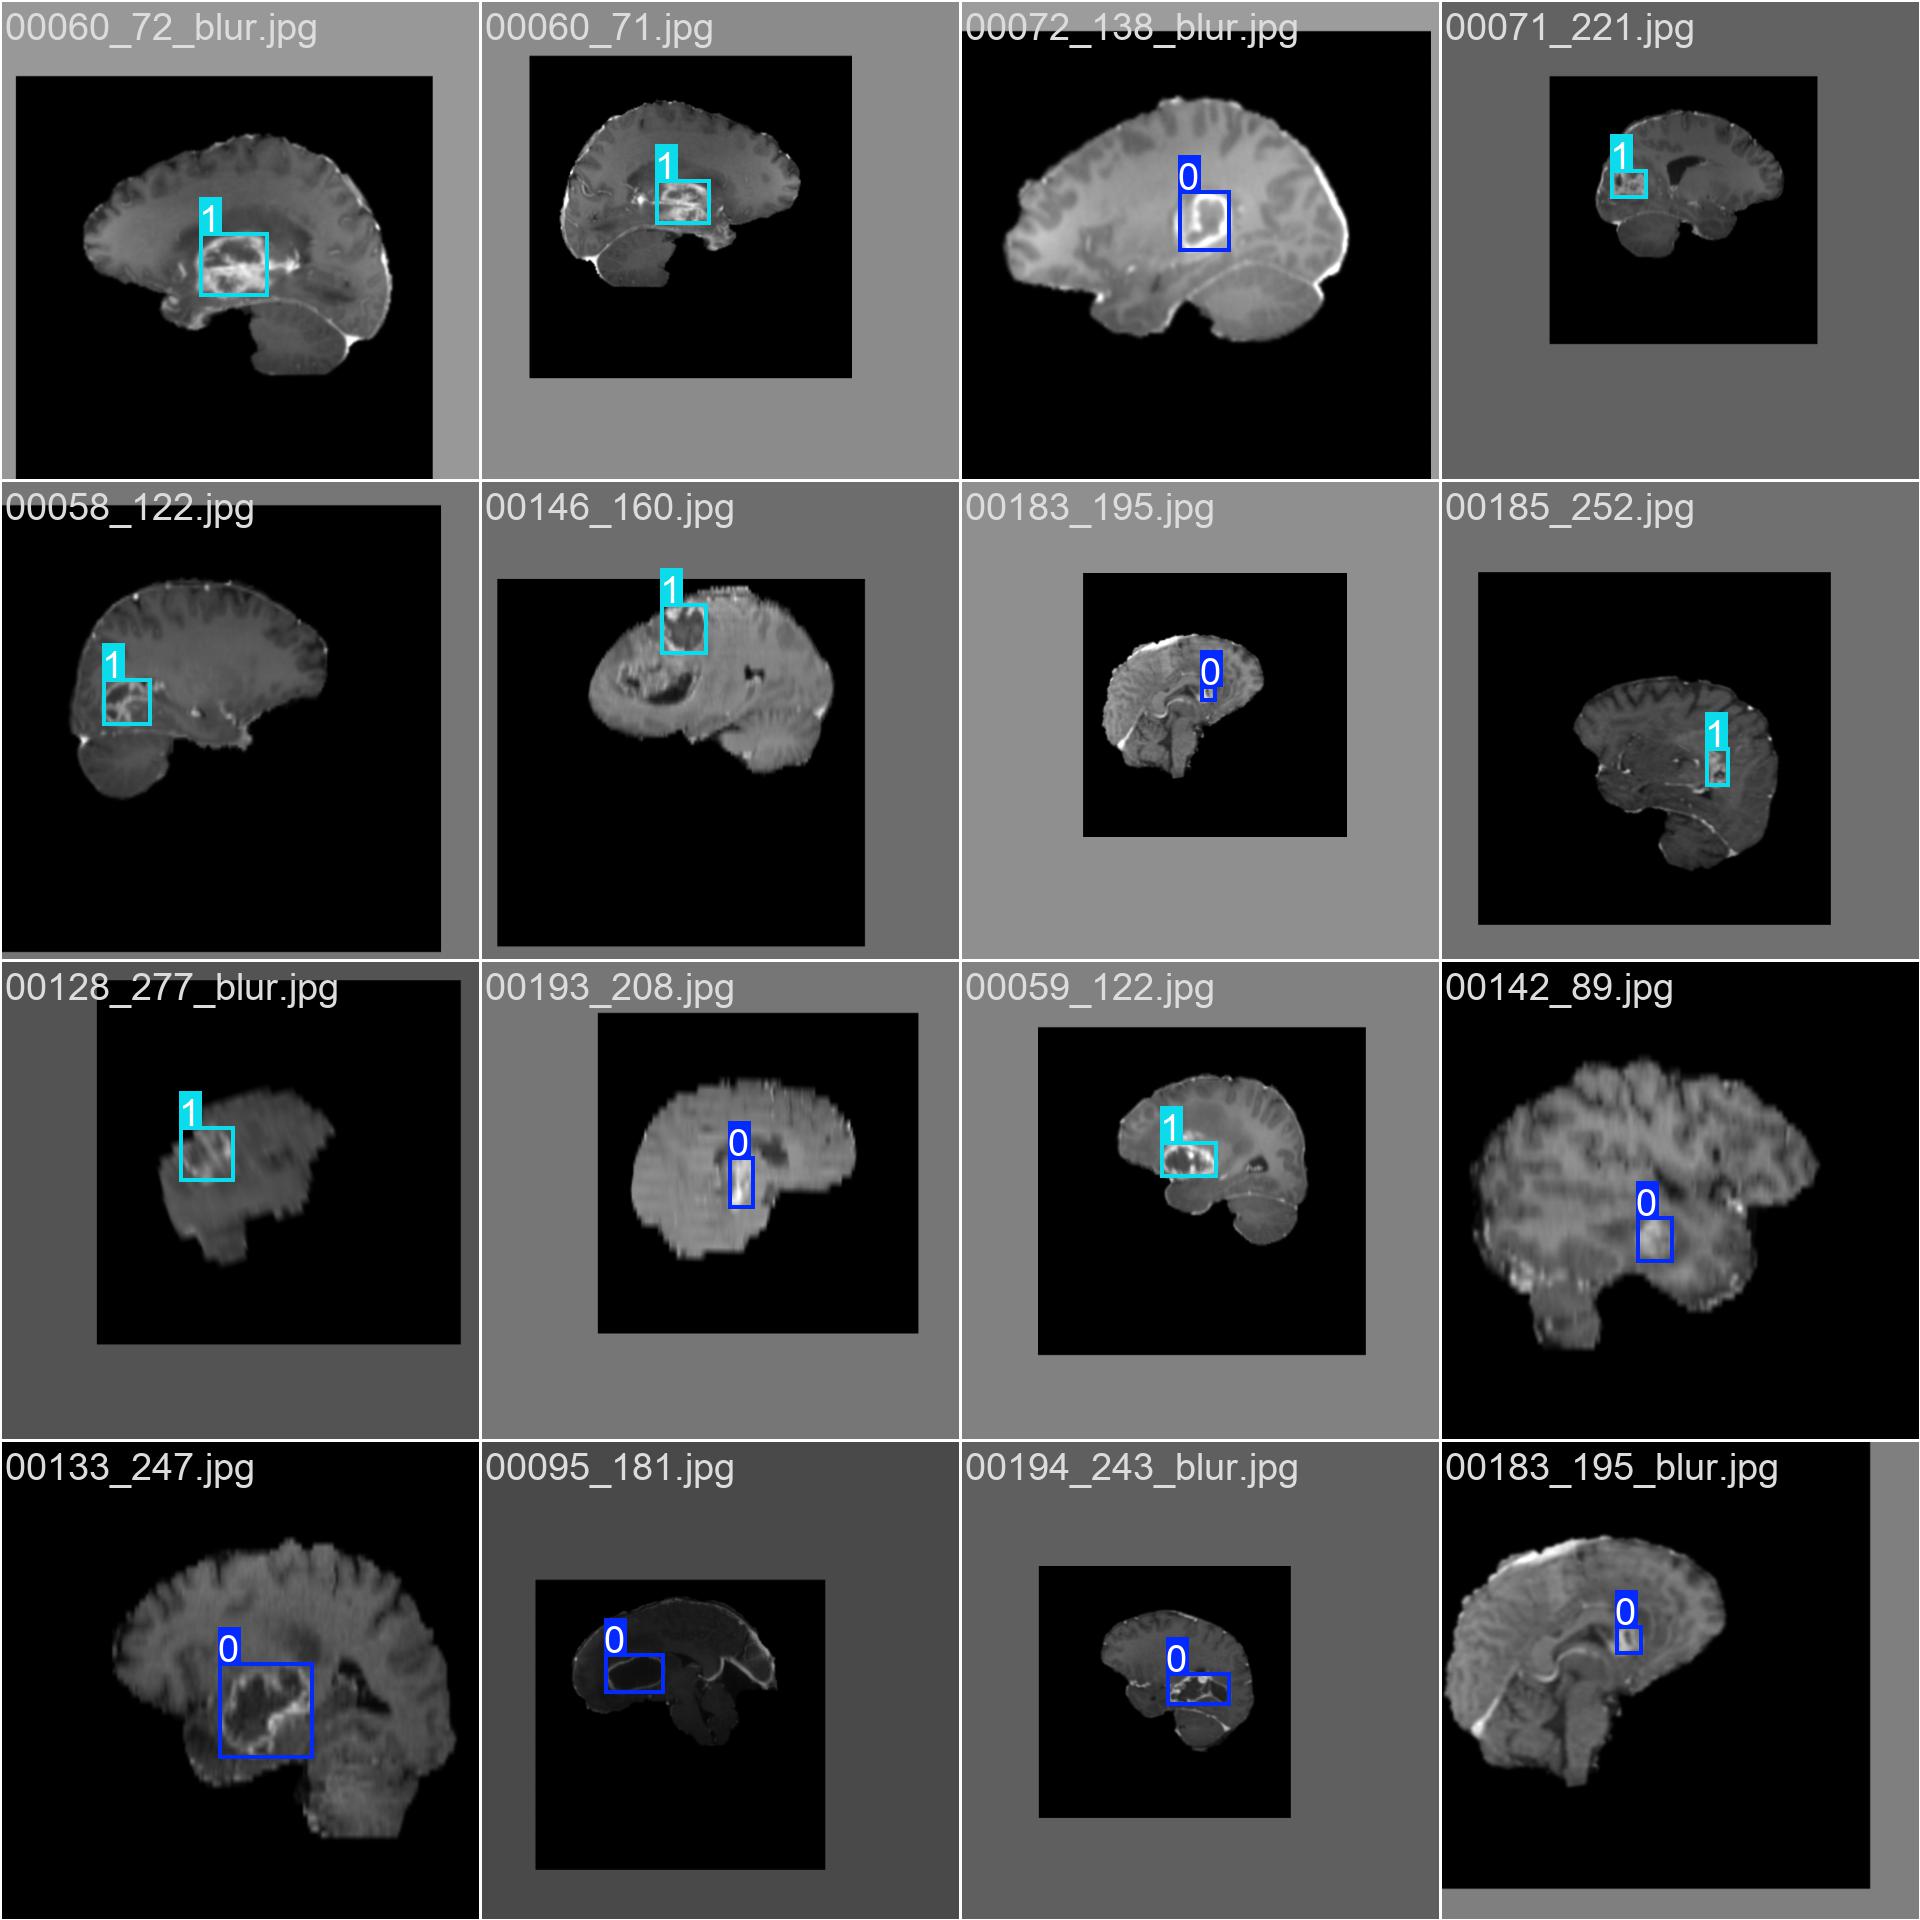 00060_72_blur.jpg
00060_71.jpg
00072_138_blur.jpg
00071_221.jpg
1
1
0
1
00058_122.jpg
00146_160.jpg
00183_195.jpg
00185_252.jpg
1
1
0
1
00128_277_blur.jpg
00193_208.jpg
00059_122.jpg
00142_89.jpg
1
0
1
0
00133_247.jpg
00095_181.jpg
00194_243_blur.jpg
00183_195_blur.jpg
0
0
0
0